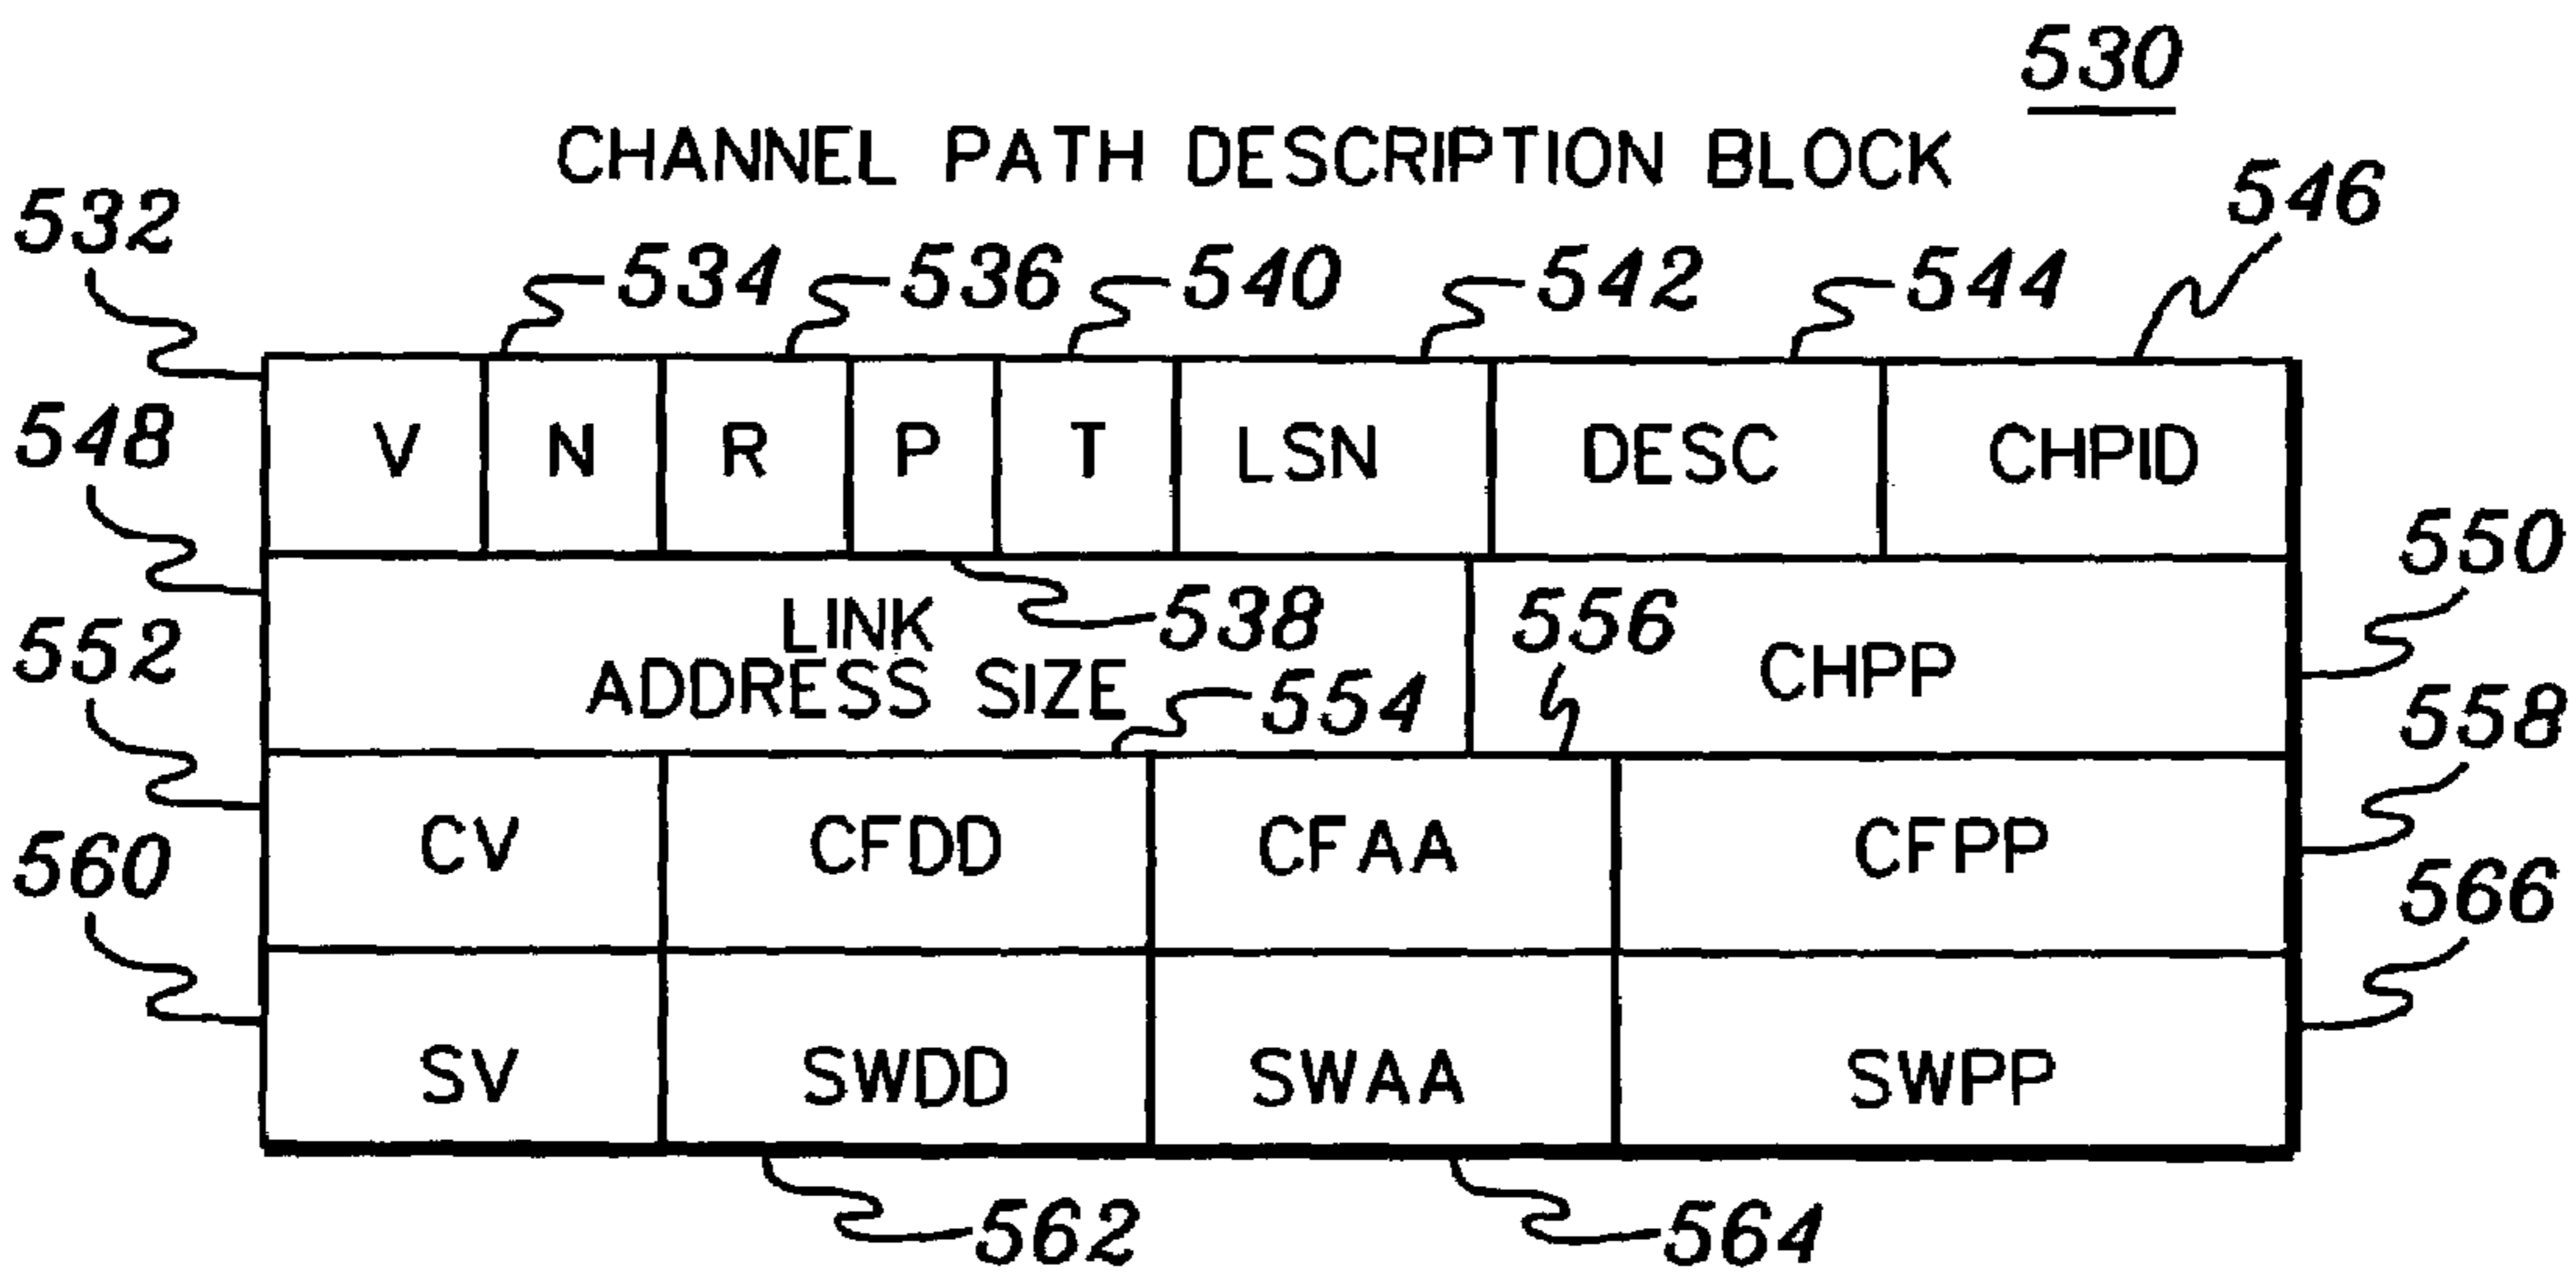 530
CHANNEL PATH DESCRIPTION BLOCK
532 534 536 540 542 544 546
V N R P T LSN DESC CHPID
548 550
LINK 538 556
ADDRESS SIZE CHPP
552 554 558
CV CFDD CFAA CFPP
560 566
SV SWDD SWAA SWPP
562 564